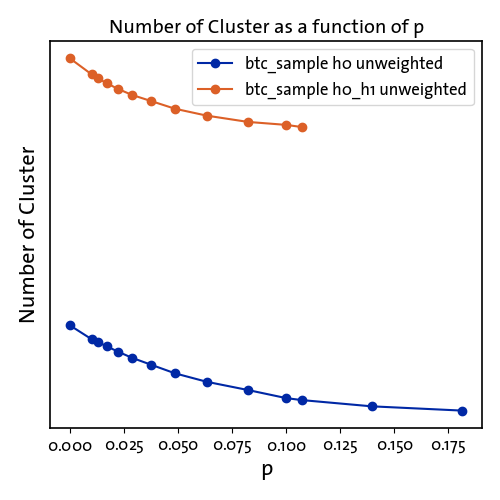 Number of Cluster as a function of p
btc_sample h0 unweighted
btc_sample h0_h1 unweighted
Number of Cluster
0.000 0.025 0.050 0.075 0.100 0.125 0.150 0.175
p